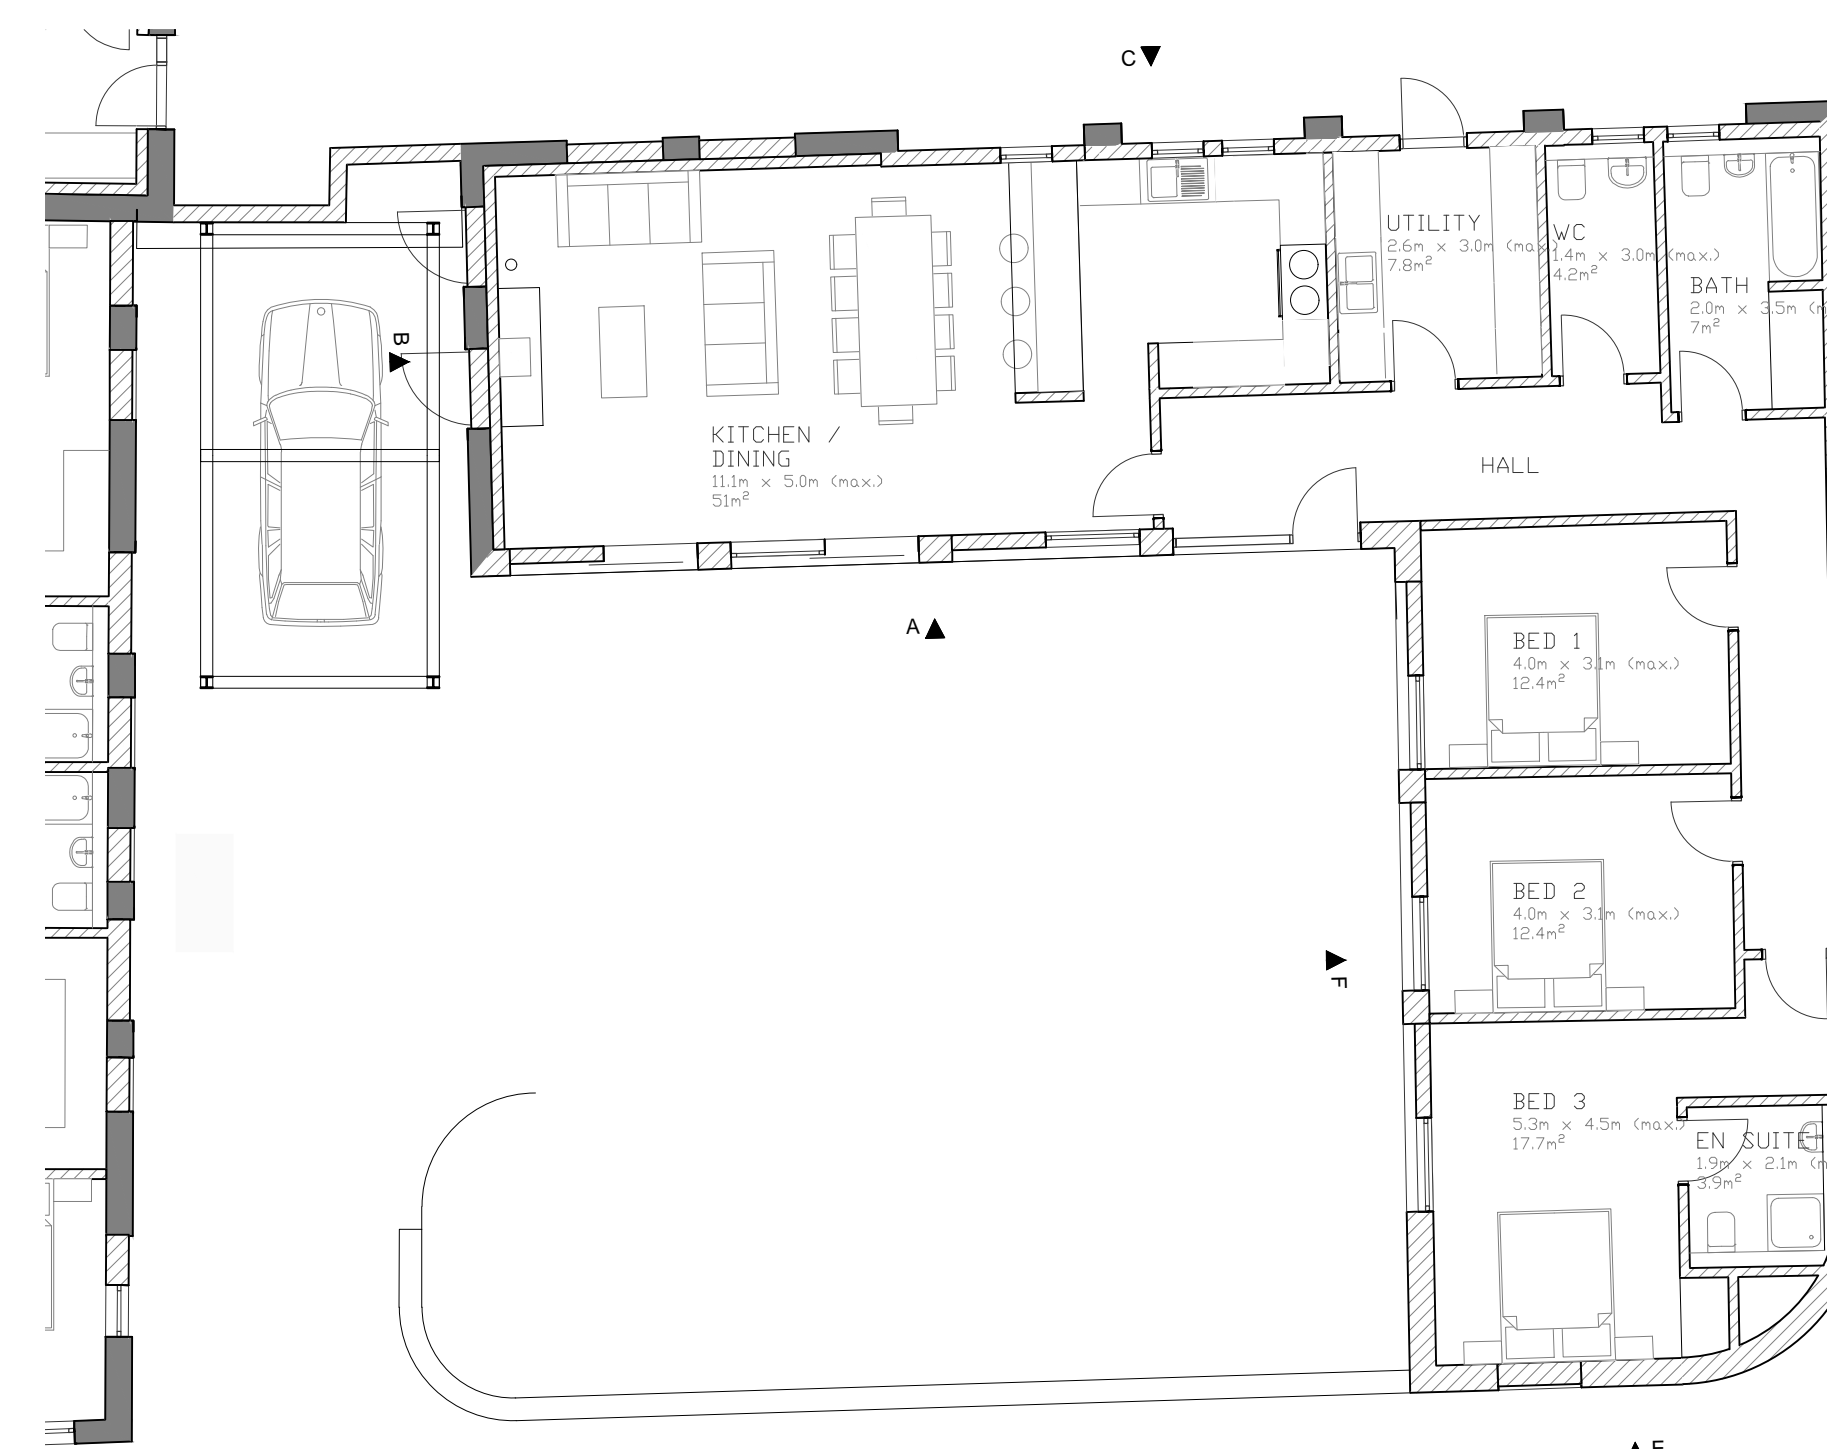 C
UTILITY
2.6m x 3.0m (max.)
7.8m²
WC
1.4m x 3.0m (max.)
4.2m²
BATH
2.0m x 3.5m (m
7m²
B
KITCHEN /
DINING
11.1m x 5.0m (max.)
51m²
HALL
A
BED 1
4.0m x 3.1m (max.)
12.4m²
BED 2
4.0m x 3.1m (max.)
12.4m²
F
BED 3
5.3m x 4.5m (max.)
17.7m²
EN SUITE
1.9m x 2.1m (m
3.9m²